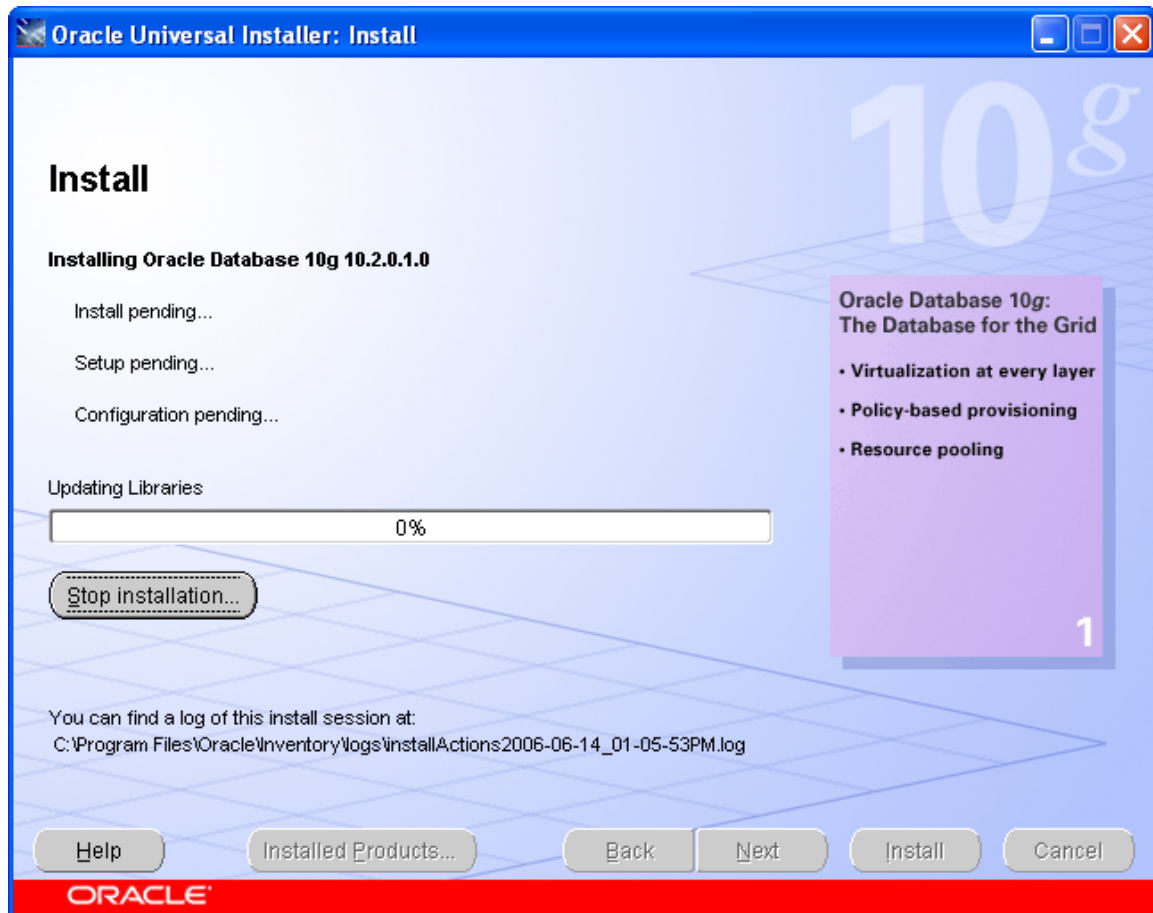 Oracle Universal Installer: Install
10g
Install
Installing Oracle Database 10g 10.2.0.1.0
Install pending...
Setup pending...
Configuration pending...
Updating Libraries
0%
Stop installation...
Oracle Database 10g:
The Database for the Grid
• Virtualization at every layer
• Policy-based provisioning
• Resource pooling
1
You can find a log of this install session at:
C:\Program Files\Oracle\Inventory\logs\installActions2006-06-14_01-05-53PM.log
Help
Installed Products...
Back
Next
Install
Cancel
ORACLE